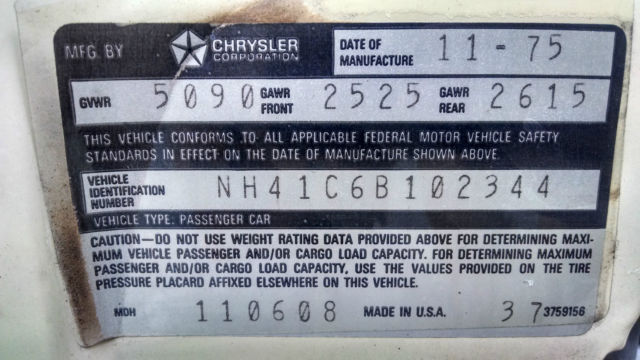 MFG. BY CHRYSLER CORPORATION DATE OF MANUFACTURE 11-75
GVWR 5090 GAWR FRONT 2525 GAWR REAR 2615
THIS VEHICLE CONFORMS TO ALL APPLICABLE FEDERAL MOTOR VEHICLE SAFETY
STANDARDS IN EFFECT ON THE DATE OF MANUFACTURE SHOWN ABOVE.
VEHICLE IDENTIFICATION NUMBER NH41C6B102344
VEHICLE TYPE: PASSENGER CAR
CAUTION—DO NOT USE WEIGHT RATING DATA PROVIDED ABOVE FOR DETERMINING MAXI-
MUM VEHICLE PASSENGER AND/OR CARGO LOAD CAPACITY. FOR DETERMINING MAXIMUM
PASSENGER AND/OR CARGO LOAD CAPACITY, USE THE VALUES PROVIDED ON THE TIRE
PRESSURE PLACARD AFFIXED ELSEWHERE ON THIS VEHICLE.
MDH 110608 MADE IN U.S.A. 37 3759156